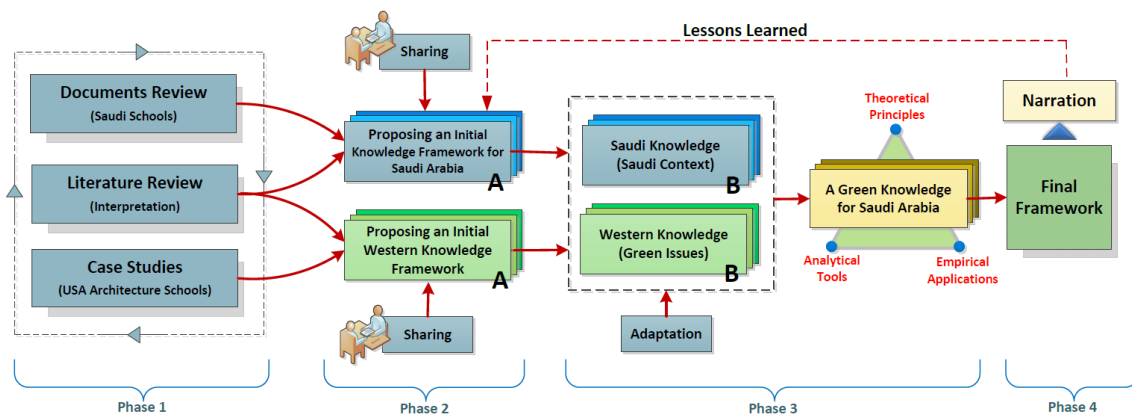 Documents Review
(Saudi Schools)
Literature Review
(Interpretation)
Case Studies
(USA Architecture Schools)
Phase 1
Sharing
Proposing an Initial
Knowledge Framework for
Saudi Arabia
A
Proposing an Initial
Western Knowledge
Framework
A
Sharing
Phase 2
Lessons Learned
Saudi Knowledge
(Saudi Context)
B
Western Knowledge
(Green Issues)
B
Adaptation
Theoretical
Principles
A Green Knowledge
for Saudi Arabia
Analytical
Tools
Empirical
Applications
Phase 3
Narration
Final
Framework
Phase 4